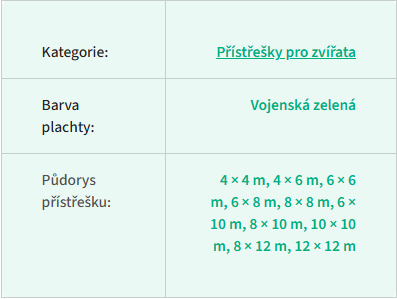 Kategorie: Přístřešky pro zvířata
Barva Vojenská zelená
plachty:
Půdorys 4 × 4 m, 4 × 6 m, 6 × 6
přístřešku: m, 6 × 8 m, 8 × 8 m, 6 ×
10 m, 8 × 10 m, 10 × 10
m, 8 × 12 m, 12 × 12 m